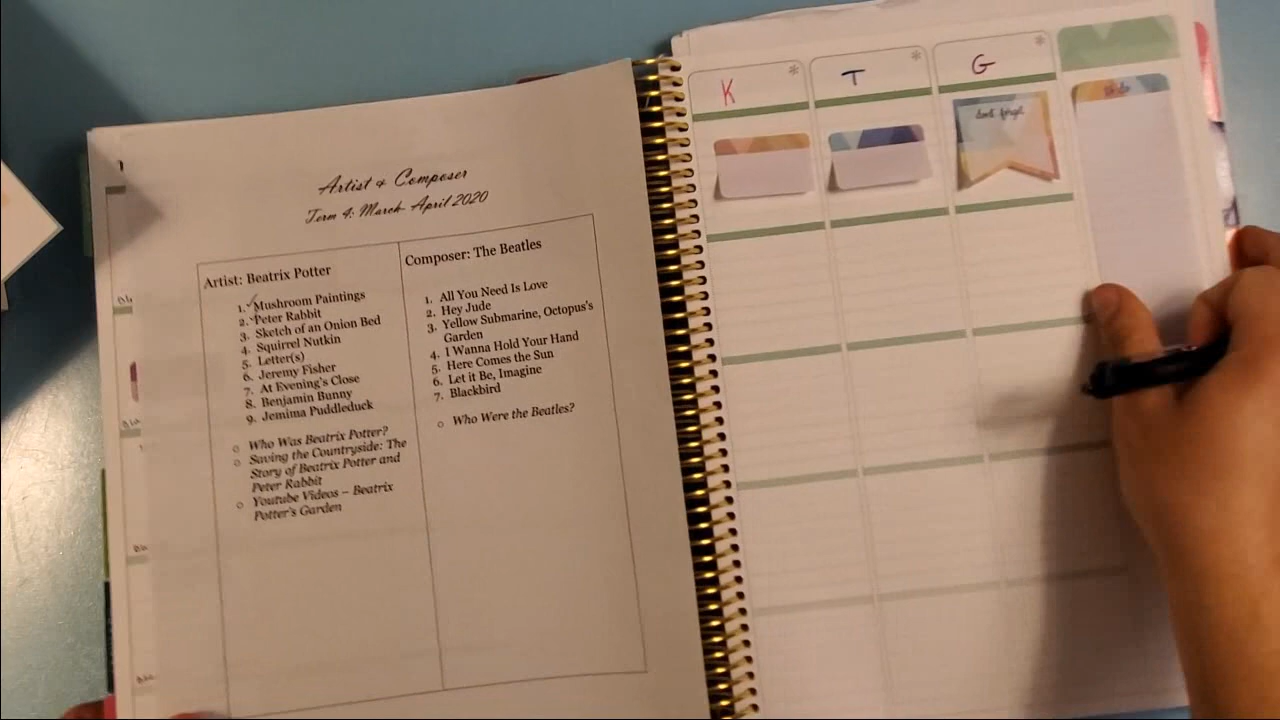 Artist & Composer
Term 4: March-April 2020
Artist: Beatrix Potter
1. Mushroom Paintings
2. Peter Rabbit
3. Sketch of an Onion Bed
4. Squirrel Nutkin
5. Letter(s)
6. Jeremy Fisher
7. At Evening's Close
8. Benjamin Bunny
9. Jemima Puddleduck
o Who Was Beatrix Potter?
o Saving the Countryside: The
Story of Beatrix Potter and
Peter Rabbit
o Youtube Videos – Beatrix
Potter's Garden
Composer: The Beatles
1. All You Need Is Love
2. Hey Jude
3. Yellow Submarine, Octopus's
Garden
4. I Wanna Hold Your Hand
5. Here Comes the Sun
6. Let it Be, Imagine
7. Blackbird
o Who Were the Beatles?
K
T
G
don't forget